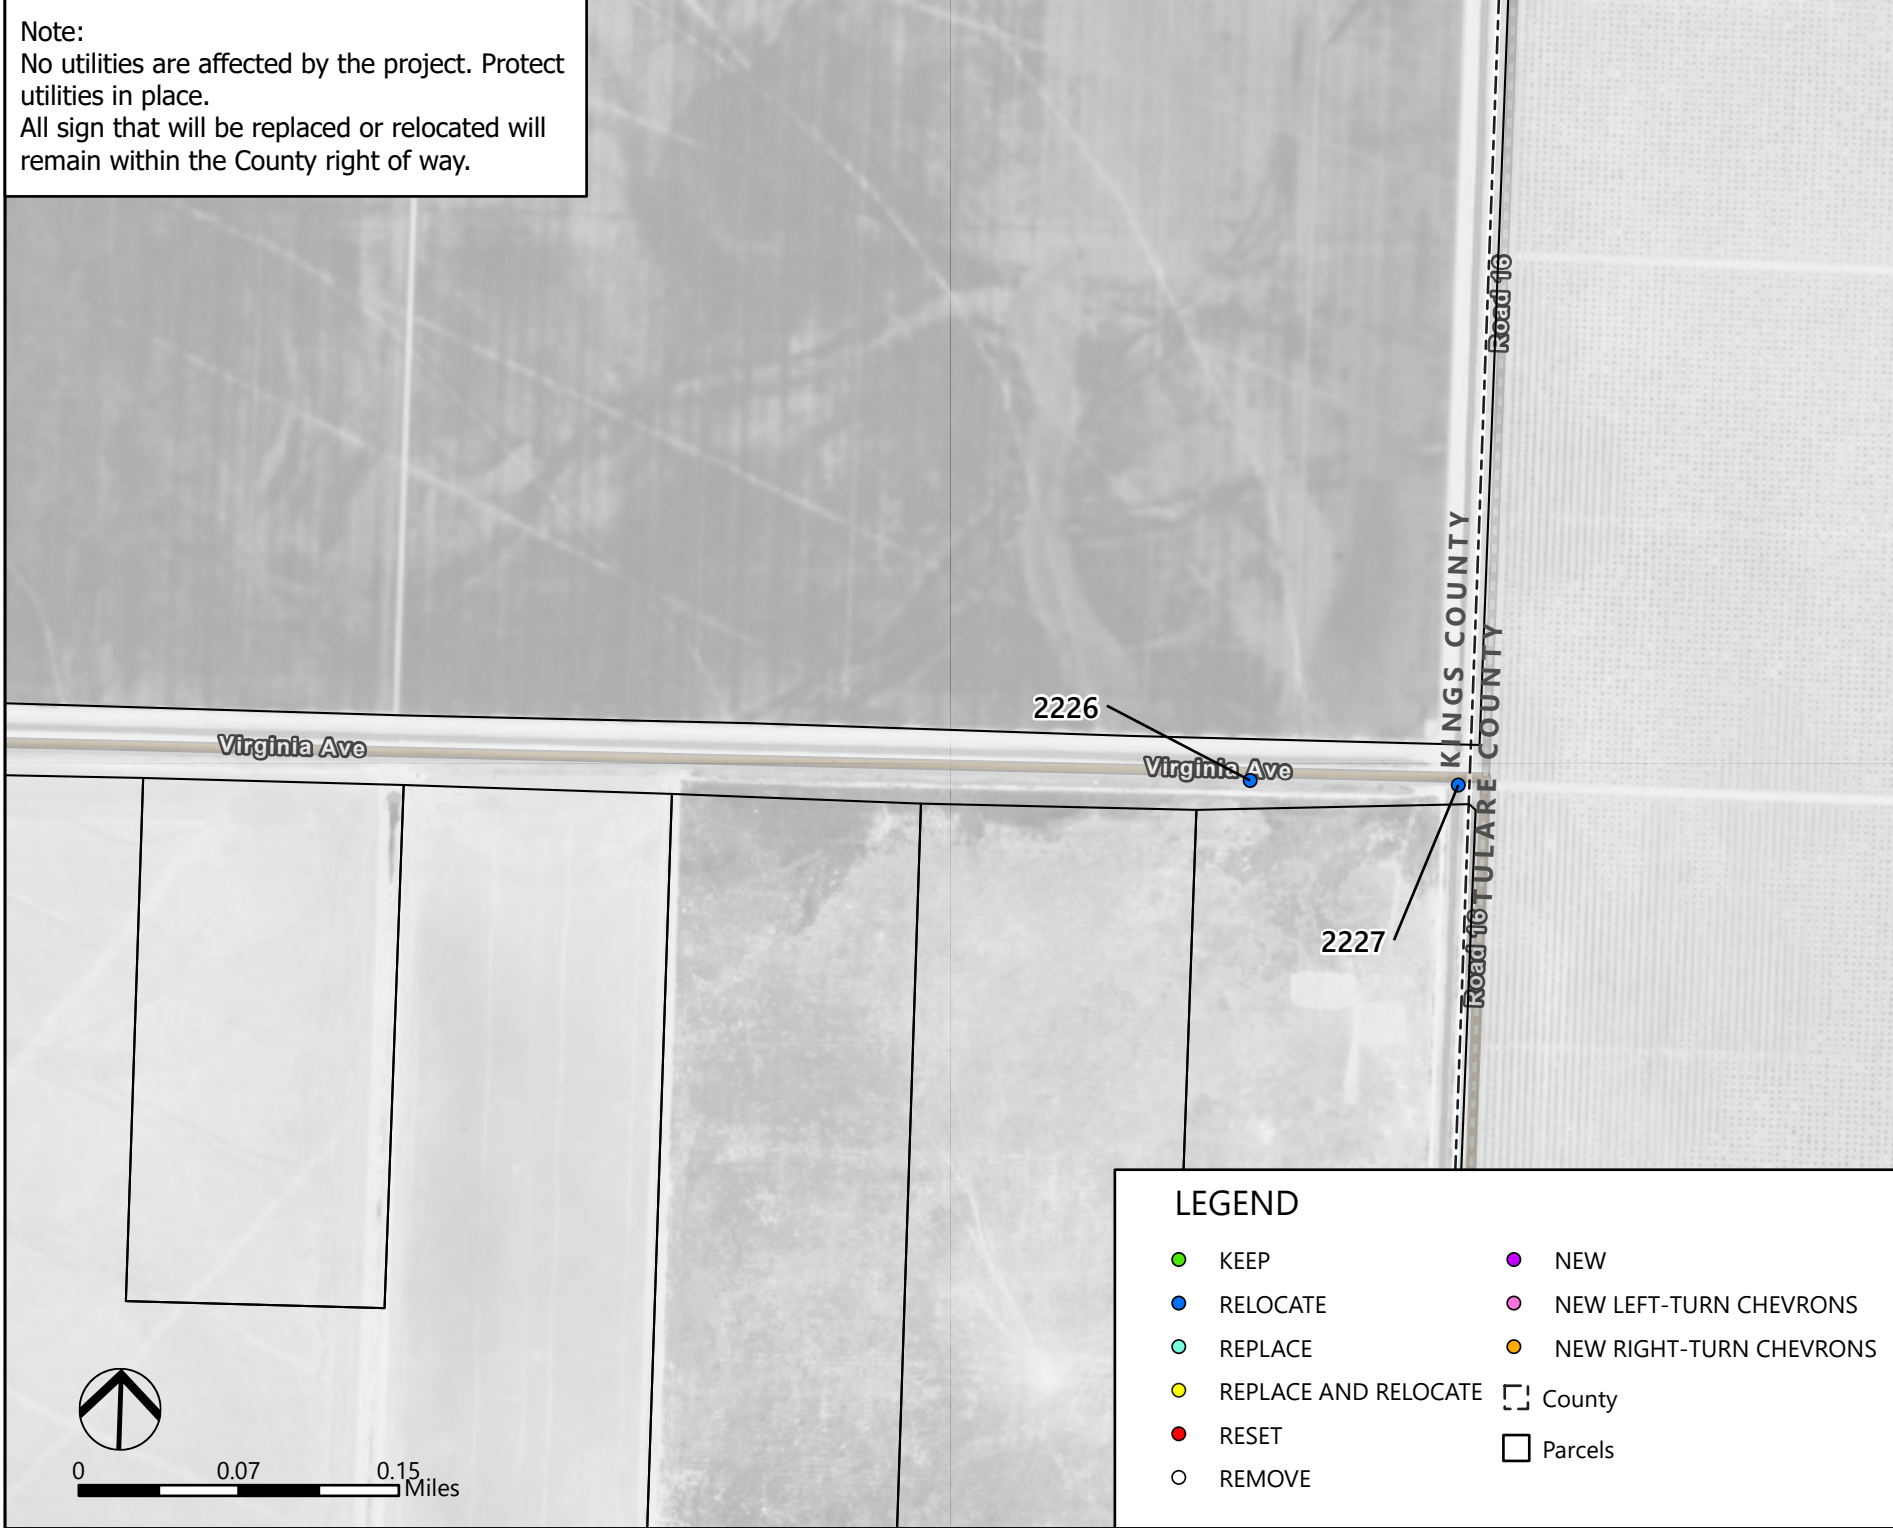 Note:
No utilities are affected by the project. Protect
utilities in place.
All sign that will be replaced or relocated will
remain within the County right of way.
Road 16
KINGS COUNTY
TULARE COUNTY
2226
Virginia Ave
Virginia Ave
2227
Road 16
LEGEND
KEEP
RELOCATE
REPLACE
REPLACE AND RELOCATE
RESET
REMOVE
NEW
NEW LEFT-TURN CHEVRONS
NEW RIGHT-TURN CHEVRONS
County
Parcels
0 0.07 0.15
Miles